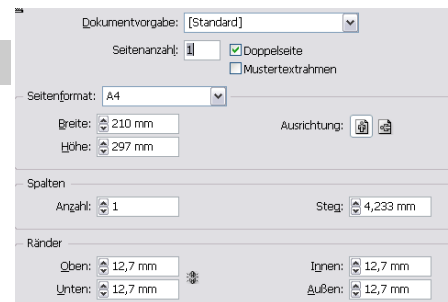 Dokumentvorgabe: [Standard]
Seitenanzahl: 1 Doppelseite
Mustertextrahmen
Seitenformat: A4
Breite: 210 mm Ausrichtung:
Höhe: 297 mm
Spalten
Anzahl: 1 Steg: 4,233 mm
Ränder
Oben: 12,7 mm Innen: 12,7 mm
Unten: 12,7 mm Außen: 12,7 mm